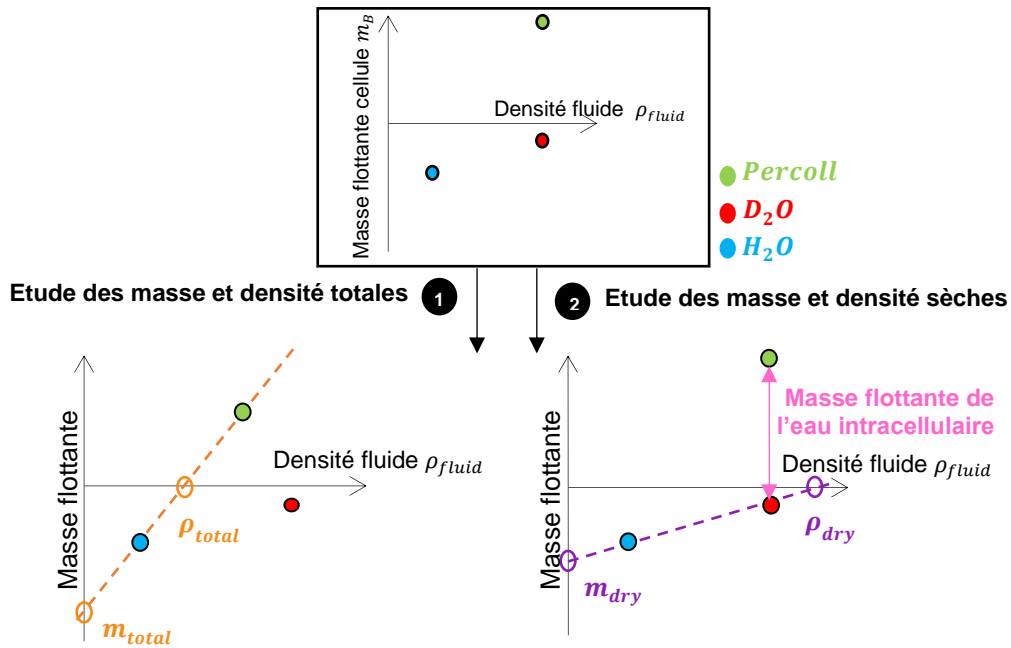 Masse flottante cellule m_B
Densité fluide ρ_fluid
Percoll
D₂O
H₂O
Etude des masse et densité totales
1
2
Etude des masse et densité sèches
Masse flottante
Densité fluide ρ_fluid
ρ_total
m_total
Masse flottante
Masse flottante de
l'eau intracellulaire
Densité fluide ρ_fluid
ρ_dry
m_dry